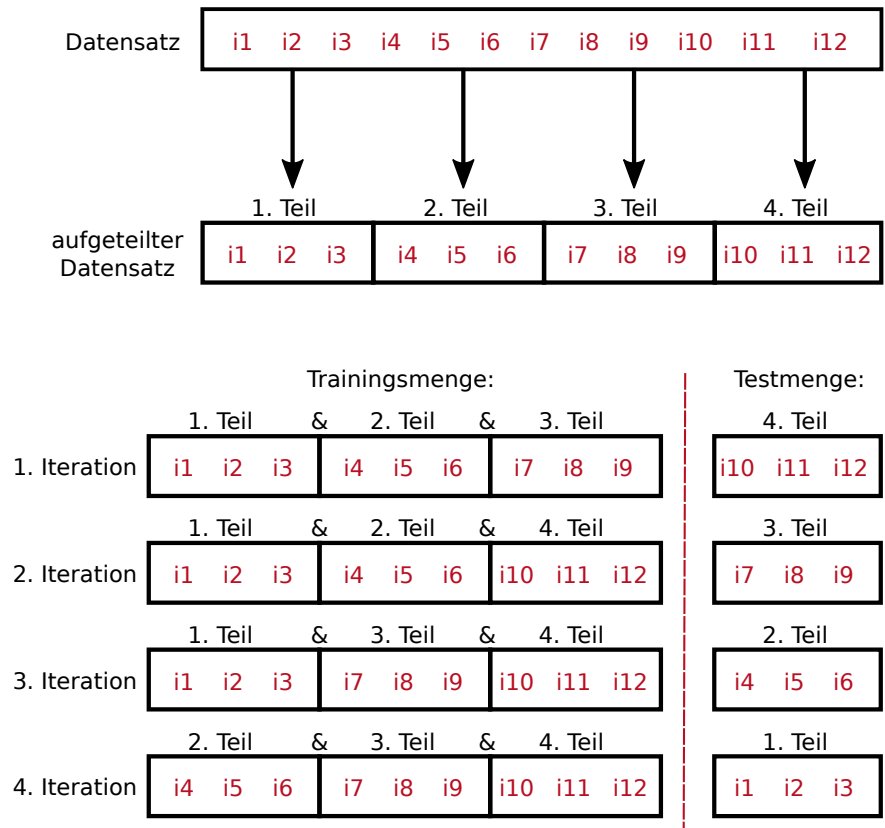 Datensatz i1 i2 i3 i4 i5 i6 i7 i8 i9 i10 i11 i12
1. Teil 2. Teil 3. Teil 4. Teil
aufgeteilter
Datensatz
i1 i2 i3 i4 i5 i6 i7 i8 i9 i10 i11 i12
Trainingsmenge: Testmenge:
1. Teil & 2. Teil & 3. Teil 4. Teil
1. Iteration i1 i2 i3 i4 i5 i6 i7 i8 i9 i10 i11 i12
1. Teil & 2. Teil & 4. Teil 3. Teil
2. Iteration i1 i2 i3 i4 i5 i6 i10 i11 i12 i7 i8 i9
1. Teil & 3. Teil & 4. Teil 2. Teil
3. Iteration i1 i2 i3 i7 i8 i9 i10 i11 i12 i4 i5 i6
2. Teil & 3. Teil & 4. Teil 1. Teil
4. Iteration i4 i5 i6 i7 i8 i9 i10 i11 i12 i1 i2 i3